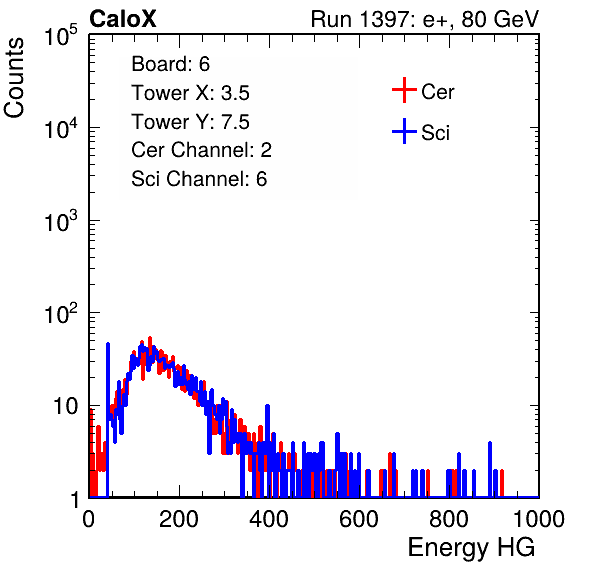 CaloX Run 1397: e+, 80 GeV
Counts
Board: 6
Tower X: 3.5
Tower Y: 7.5
Cer Channel: 2
Sci Channel: 6
Cer
Sci
10^5
10^4
10^3
10^2
10
1
0 200 400 600 800 1000
Energy HG